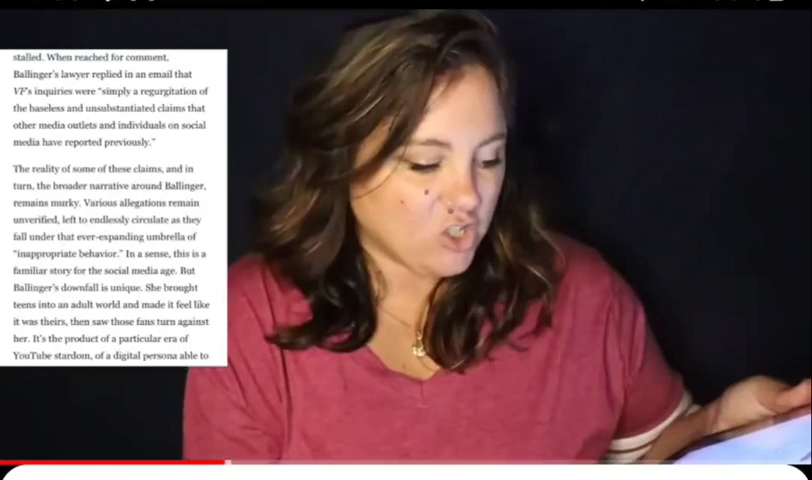 stalled. When reached for comment,
Ballinger's lawyer replied in an email that
VF's inquiries were "simply a regurgitation of
the baseless and unsubstantiated claims that
other media outlets and individuals on social
media have reported previously."
The reality of some of these claims, and in
turn, the broader narrative around Ballinger,
remains murky. Various allegations remain
unverified, left to endlessly circulate as they
fall under that ever-expanding umbrella of
"inappropriate behavior." In a sense, this is a
familiar story for the social media age. But
Ballinger's downfall is unique. She brought
teens into an adult world and made it feel like
it was theirs, then saw those fans turn against
her. It's the product of a particular era of
YouTube stardom, of a digital persona able to